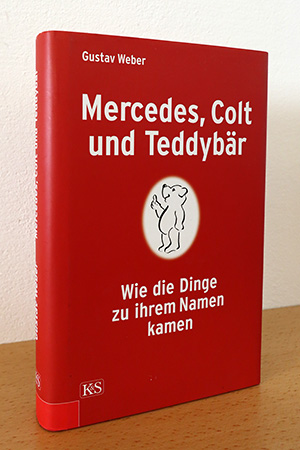 Gustav Weber
Mercedes, Colt
und Teddybär
Wie die Dinge
zu ihrem Namen
kamen
K&S